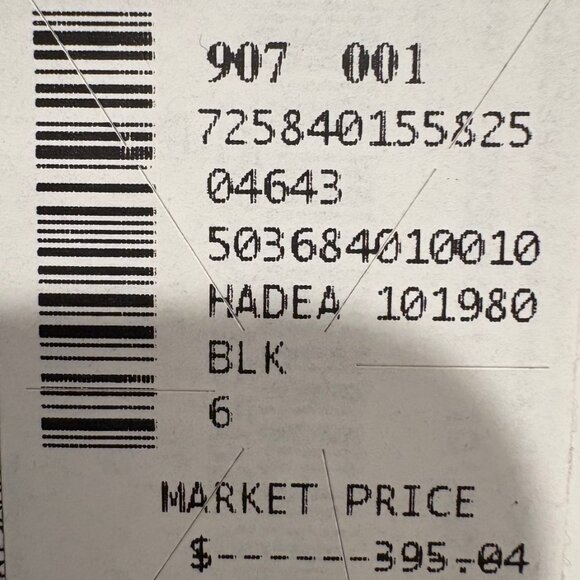 907 001
725840155825
04643
503684010010
HADEA 101980
BLK
6
MARKET PRICE
$------395.04